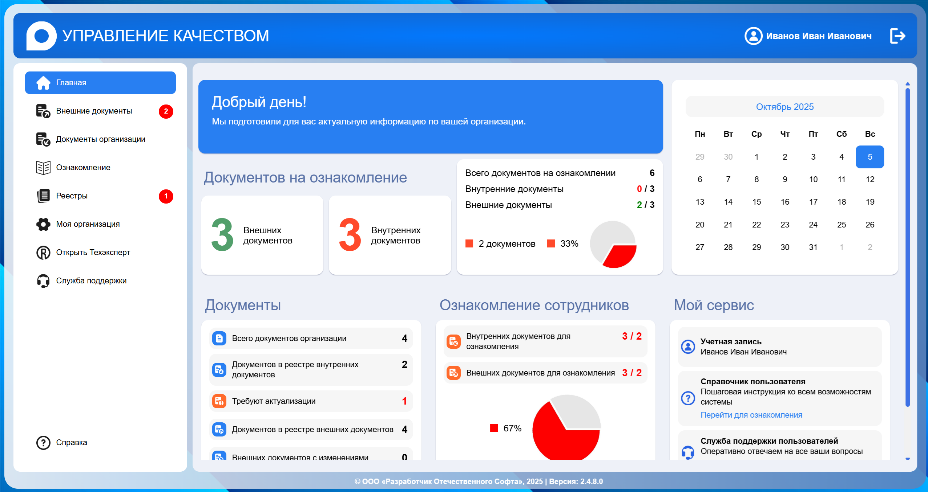 УПРАВЛЕНИЕ КАЧЕСТВОМ
Иванов Иван Иванович
Главная
Внешние документы 2
Документы организации
Ознакомление
Реестры 1
Моя организация
Открыть Техэксперт
Служба поддержки
Справка
Добрый день!
Мы подготовили для вас актуальную информацию по вашей организации.
Документов на ознакомление
3 Внешних
документов
3 Внутренних
документов
Всего документов на ознакомлении 6
Внутренние документы 0 / 3
Внешние документы 2 / 3
2 документов 33%
Октябрь 2025
Пн Вт Ср Чт Пт Сб Вс
29 30 1 2 3 4 5
6 7 8 9 10 11 12
13 14 15 16 17 18 19
20 21 22 23 24 25 26
27 28 29 30 31 1 2
Документы
Всего документов организации 4
Документов в реестре внутренних
документов 2
Требуют актуализации 1
Документов в реестре внешних документов 4
Внешних документов с изменениями 0
Ознакомление сотрудников
Внутренних документов для
ознакомления 3 / 2
Внешних документов для ознакомления 3 / 2
67%
Мой сервис
Учетная запись
Иванов Иван Иванович
Справочник пользователя
Пошаговая инструкция ко всем возможностям
системы
Перейти для ознакомления
Служба поддержки пользователей
Оперативно отвечаем на все ваши вопросы
© ООО «Разработчик Отечественного Софта», 2025 | Версия: 2.4.8.0